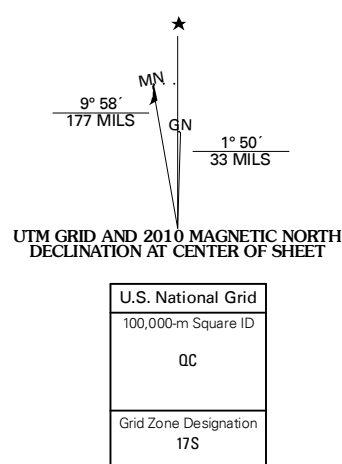 ★
MN
9° 58´
177 MILS
GN
1° 50´
33 MILS
UTM GRID AND 2010 MAGNETIC NORTH
DECLINATION AT CENTER OF SHEET
U.S. National Grid
100,000-m Square ID
QC
Grid Zone Designation
17S